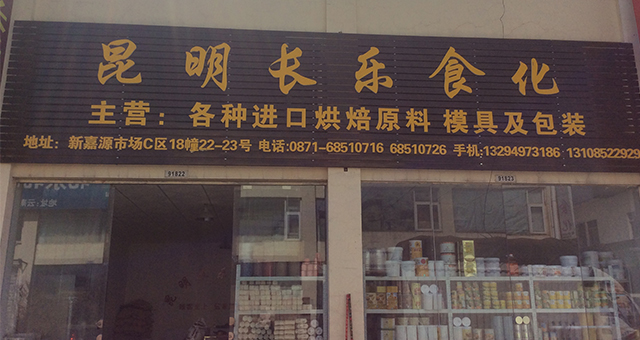 昆明长乐食化
主营：各种进口烘焙原料 模具及包装
地址：新嘉源市场C区18幢22-23号 电话:0871-68510716 68510726 手机:13294973186 13108522929
91822
91823